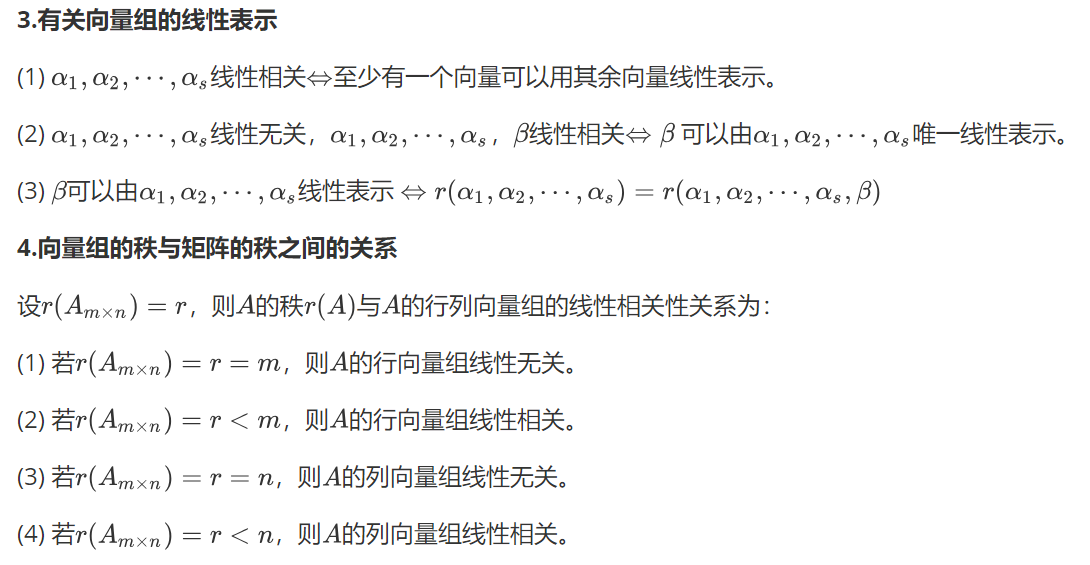 3.有关向量组的线性表示
(1) α₁, α₂, ⋯, αₛ线性相关⇔至少有一个向量可以用其余向量线性表示。
(2) α₁, α₂, ⋯, αₛ线性无关，α₁, α₂, ⋯, αₛ，β线性相关⇔ β 可以由α₁, α₂, ⋯, αₛ唯一线性表示。
(3) β可以由α₁, α₂, ⋯, αₛ线性表示 ⇔ r(α₁, α₂, ⋯, αₛ) = r(α₁, α₂, ⋯, αₛ, β)
4.向量组的秩与矩阵的秩之间的关系
设r(Aₘ×ₙ) = r，则A的秩r(A)与A的行列向量组的线性相关性关系为：
(1) 若r(Aₘ×ₙ) = r = m，则A的行向量组线性无关。
(2) 若r(Aₘ×ₙ) = r < m，则A的行向量组线性相关。
(3) 若r(Aₘ×ₙ) = r = n，则A的列向量组线性无关。
(4) 若r(Aₘ×ₙ) = r < n，则A的列向量组线性相关。